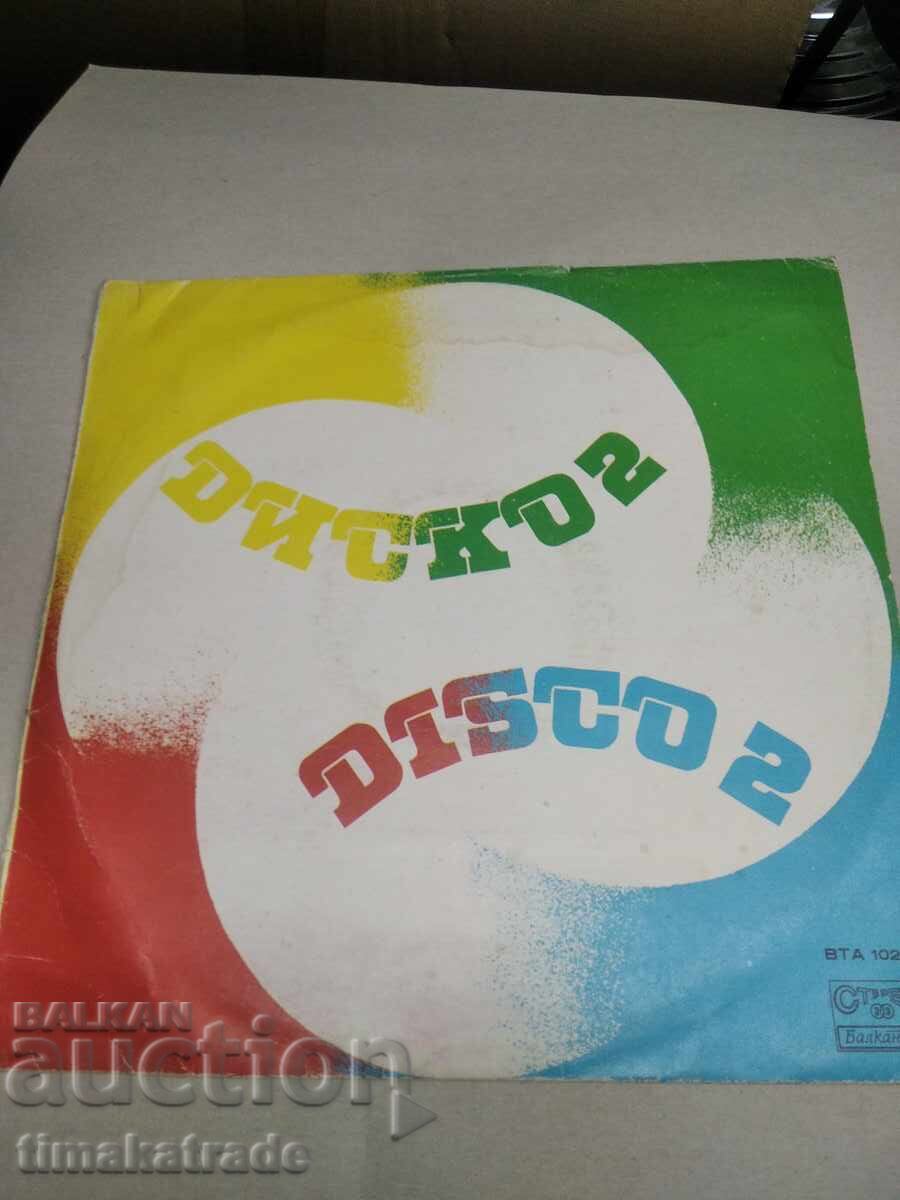 ДИСКО 2
DISCO 2
ВТА 102
Балкан
BALKAN
auction
timakatrade